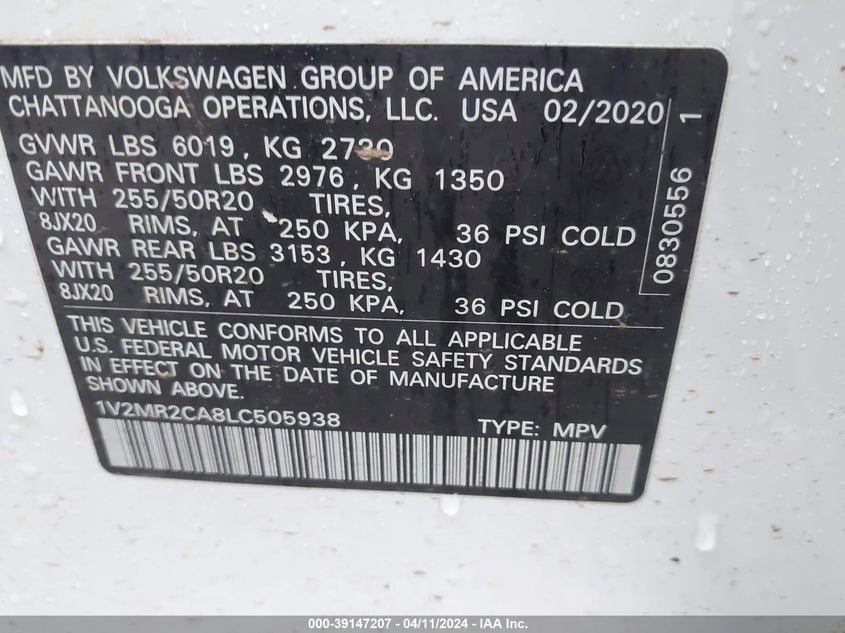 MFD BY VOLKSWAGEN GROUP OF AMERICA
CHATTANOOGA OPERATIONS, LLC. USA 02/2020
GVWR LBS 6019, KG 2730
GAWR FRONT LBS 2976, KG 1350
WITH 255/50R20 TIRES,
8JX20 RIMS, AT 250 KPA, 36 PSI COLD
GAWR REAR LBS 3153, KG 1430
WITH 255/50R20 TIRES,
8JX20 RIMS, AT 250 KPA, 36 PSI COLD
THIS VEHICLE CONFORMS TO ALL APPLICABLE
U.S. FEDERAL MOTOR VEHICLE SAFETY STANDARDS
IN EFFECT ON THE DATE OF MANUFACTURE
SHOWN ABOVE.
1V2MR2CA8LC505938 TYPE: MPV
0830556 1
000-39147207 - 04/11/2024 - IAA Inc.